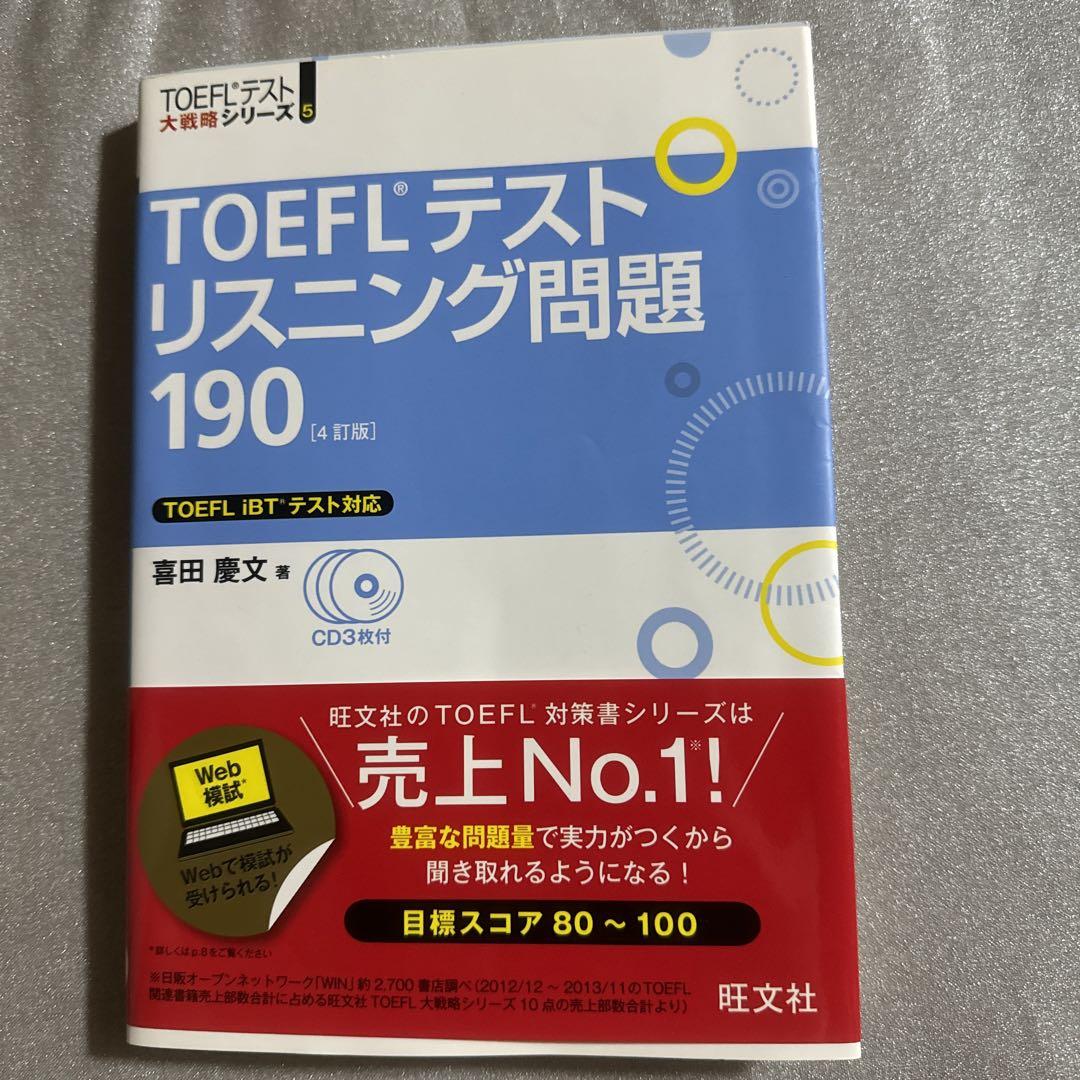 TOEFL®テスト
大戦略シリーズ 5
TOEFL®テスト
リスニング問題
190 [4訂版]
TOEFL iBT®テスト対応
喜田 慶文 著
CD3枚付
旺文社のTOEFL®対策書シリーズは
売上No.1※!
豊富な問題量で実力がつくから
聞き取れるようになる!
目標スコア 80 〜 100
Web
模試*
Webで模試が
受けられる!
*詳しくはp.8をご覧ください
※日販オープンネットワーク「WIN」約2,700書店調べ(2012/12 〜 2013/11のTOEFL
関連書籍売上部数合計に占める旺文社TOEFL大戦略シリーズ10点の売上部数合計より)
旺文社